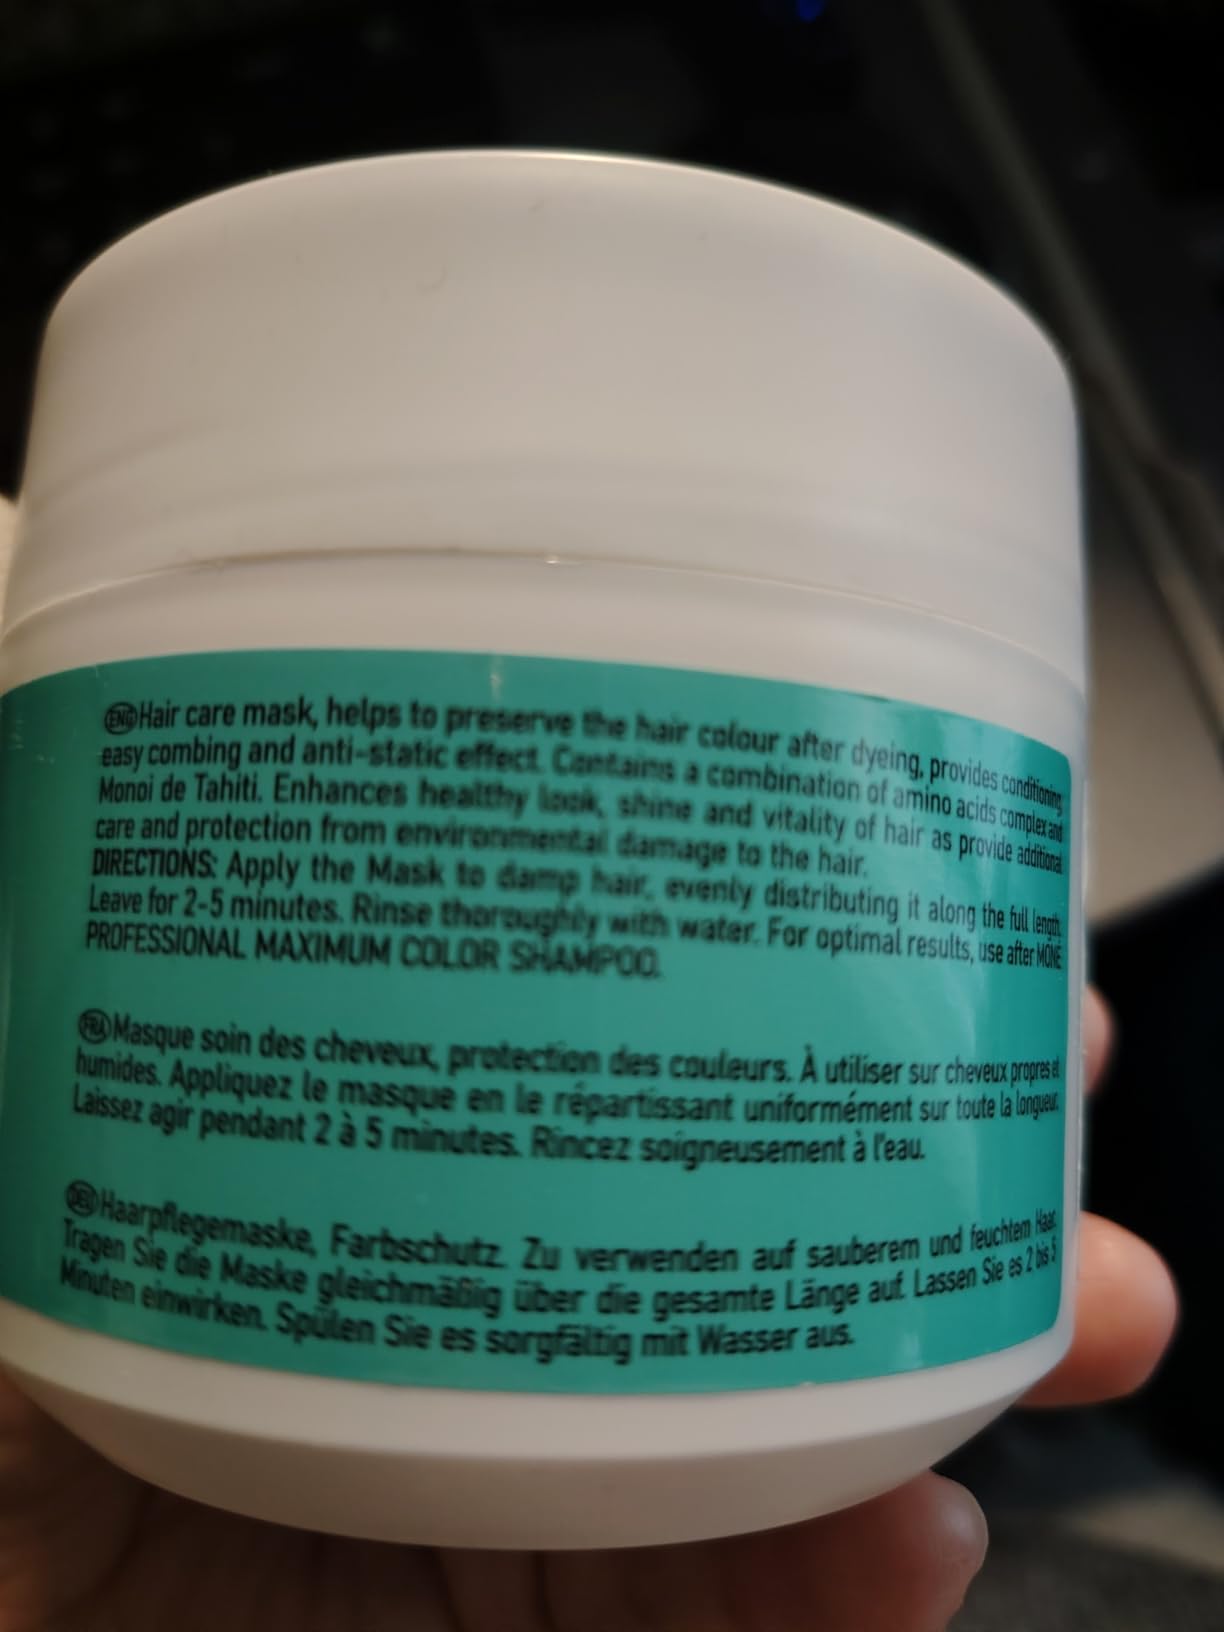 ENG Hair care mask, helps to preserve the hair colour after dyeing, provides conditioning,
easy combing and anti-static effect. Contains a combination of amino acids complex and
Monoi de Tahiti. Enhances healthy look, shine and vitality of hair as provide additional
care and protection from environmental damage to the hair.
DIRECTIONS: Apply the Mask to damp hair, evenly distributing it along the full length.
Leave for 2-5 minutes. Rinse thoroughly with water. For optimal results, use after MONE
PROFESSIONAL MAXIMUM COLOR SHAMPOO.
FRA Masque soin des cheveux, protection des couleurs. À utiliser sur cheveux propres et
humides. Appliquez le masque en le répartissant uniformément sur toute la longueur.
Laissez agir pendant 2 à 5 minutes. Rincez soigneusement à l'eau.
DEU Haarpflegemaske, Farbschutz. Zu verwenden auf sauberem und feuchtem Haar.
Tragen Sie die Maske gleichmäßig über die gesamte Länge auf. Lassen Sie es 2 bis 5
Minuten einwirken. Spülen Sie es sorgfältig mit Wasser aus.